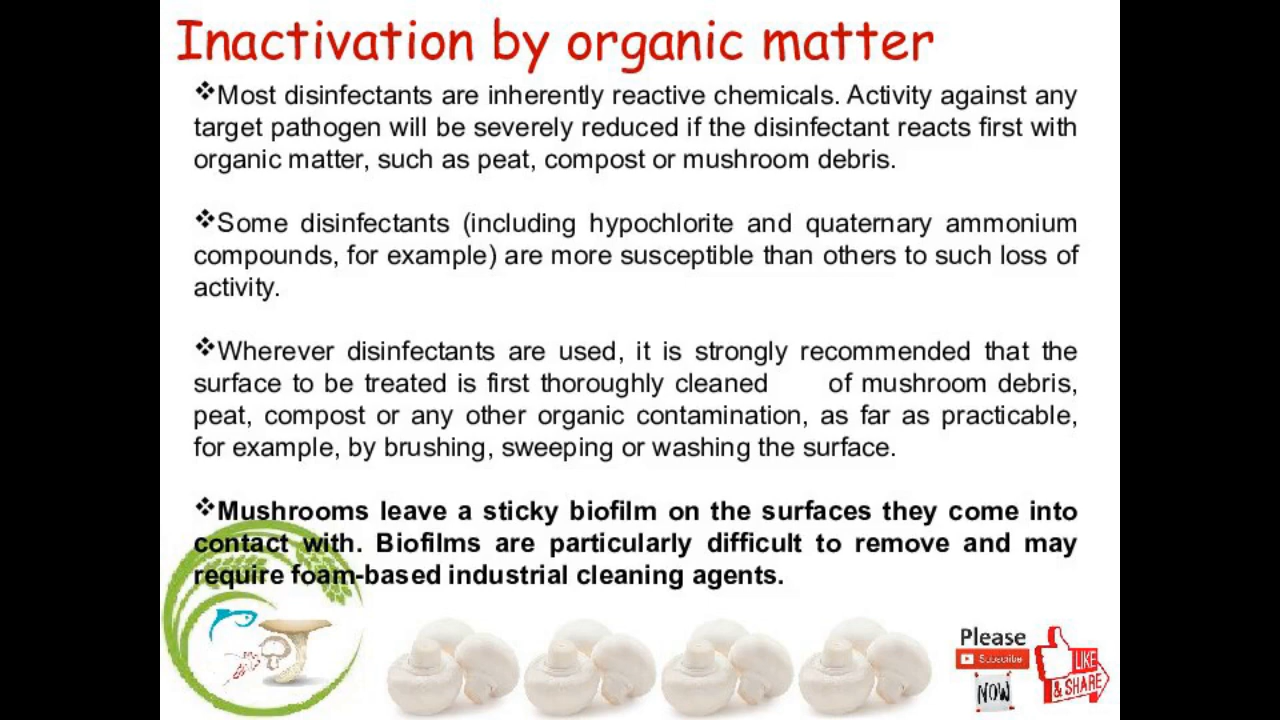 Inactivation by organic matter
❖Most disinfectants are inherently reactive chemicals. Activity against any
target pathogen will be severely reduced if the disinfectant reacts first with
organic matter, such as peat, compost or mushroom debris.
❖Some disinfectants (including hypochlorite and quaternary ammonium
compounds, for example) are more susceptible than others to such loss of
activity.
❖Wherever disinfectants are used, it is strongly recommended that the
surface to be treated is first thoroughly cleaned of mushroom debris,
peat, compost or any other organic contamination, as far as practicable,
for example, by brushing, sweeping or washing the surface.
❖Mushrooms leave a sticky biofilm on the surfaces they come into
contact with. Biofilms are particularly difficult to remove and may
require foam-based industrial cleaning agents.
Please
Subscribe
NOW
LIKE
& SHARE